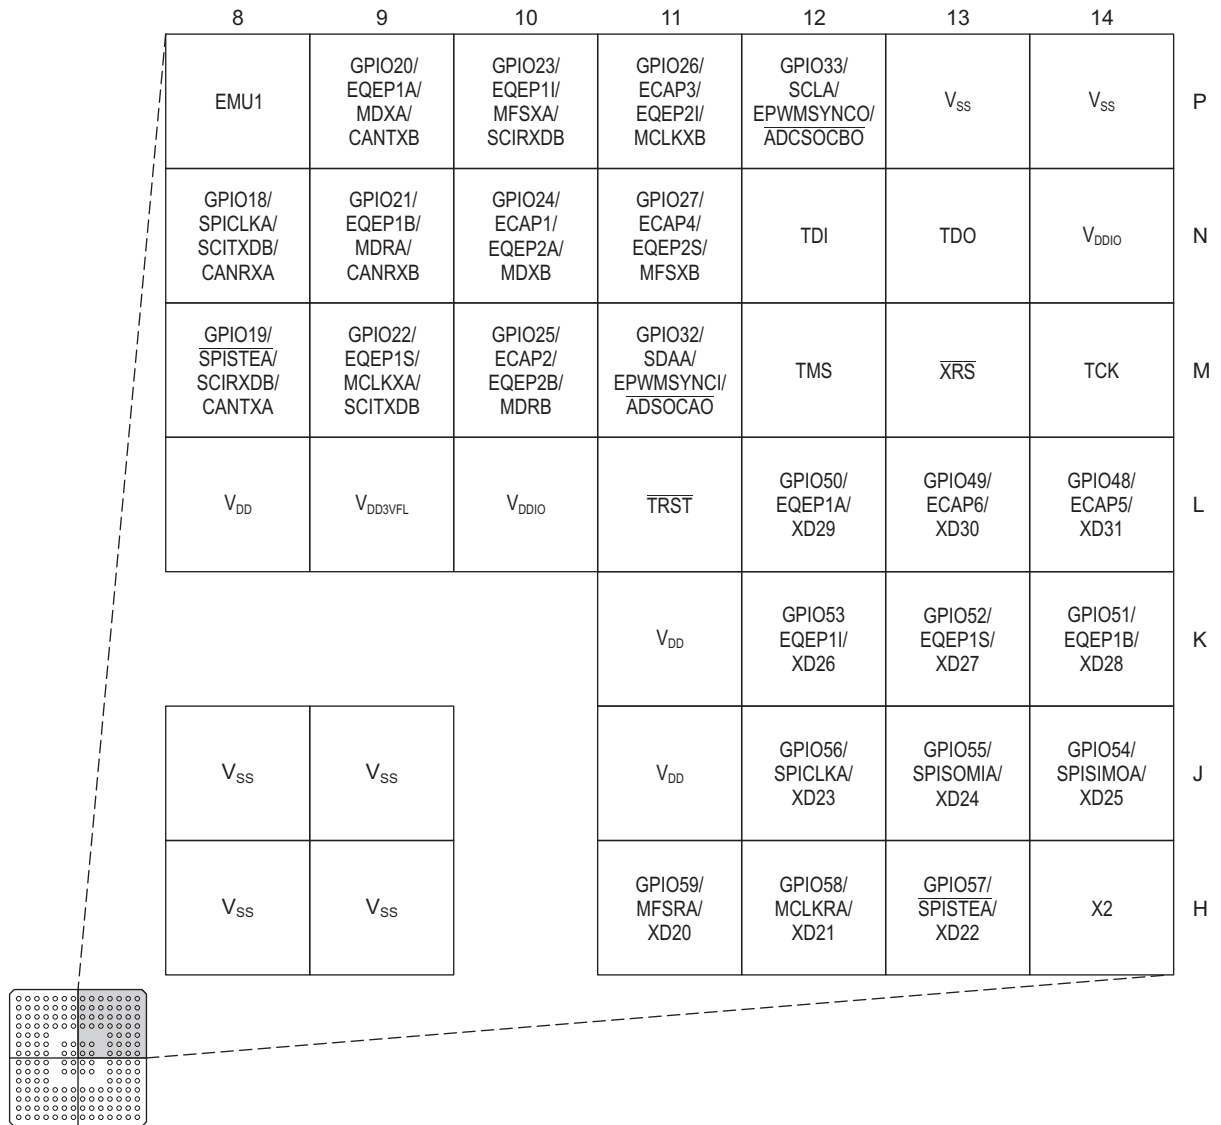 8 9 10 11 12 13 14
EMU1
GPIO20/
EQEP1A/
MDXA/
CANTXB
GPIO23/
EQEP1I/
MFSXA/
SCIRXDB
GPIO26/
ECAP3/
EQEP2I/
MCLKXB
GPIO33/
SCLA/
EPWMSYNCO/
ADCSOCBO
VSS
VSS
P
GPIO18/
SPICLKA/
SCITXDB/
CANRXA
GPIO21/
EQEP1B/
MDRA/
CANRXB
GPIO24/
ECAP1/
EQEP2A/
MDXB
GPIO27/
ECAP4/
EQEP2S/
MFSXB
TDI
TDO
VDDIO
N
GPIO19/
SPISTEA/
SCIRXDB/
CANTXA
GPIO22/
EQEP1S/
MCLKXA/
SCITXDB
GPIO25/
ECAP2/
EQEP2B/
MDRB
GPIO32/
SDAA/
EPWMSYNCI/
ADSOCAO
TMS
XRS
TCK
M
VDD
VDD3VFL
VDDIO
TRST
GPIO50/
EQEP1A/
XD29
GPIO49/
ECAP6/
XD30
GPIO48/
ECAP5/
XD31
L
VDD
GPIO53
EQEP1I/
XD26
GPIO52/
EQEP1S/
XD27
GPIO51/
EQEP1B/
XD28
K
VSS
VSS
VDD
GPIO56/
SPICLKA/
XD23
GPIO55/
SPISOMIA/
XD24
GPIO54/
SPISIMOA/
XD25
J
VSS
VSS
GPIO59/
MFSRA/
XD20
GPIO58/
MCLKRA/
XD21
GPIO57/
SPISTEA/
XD22
X2
H